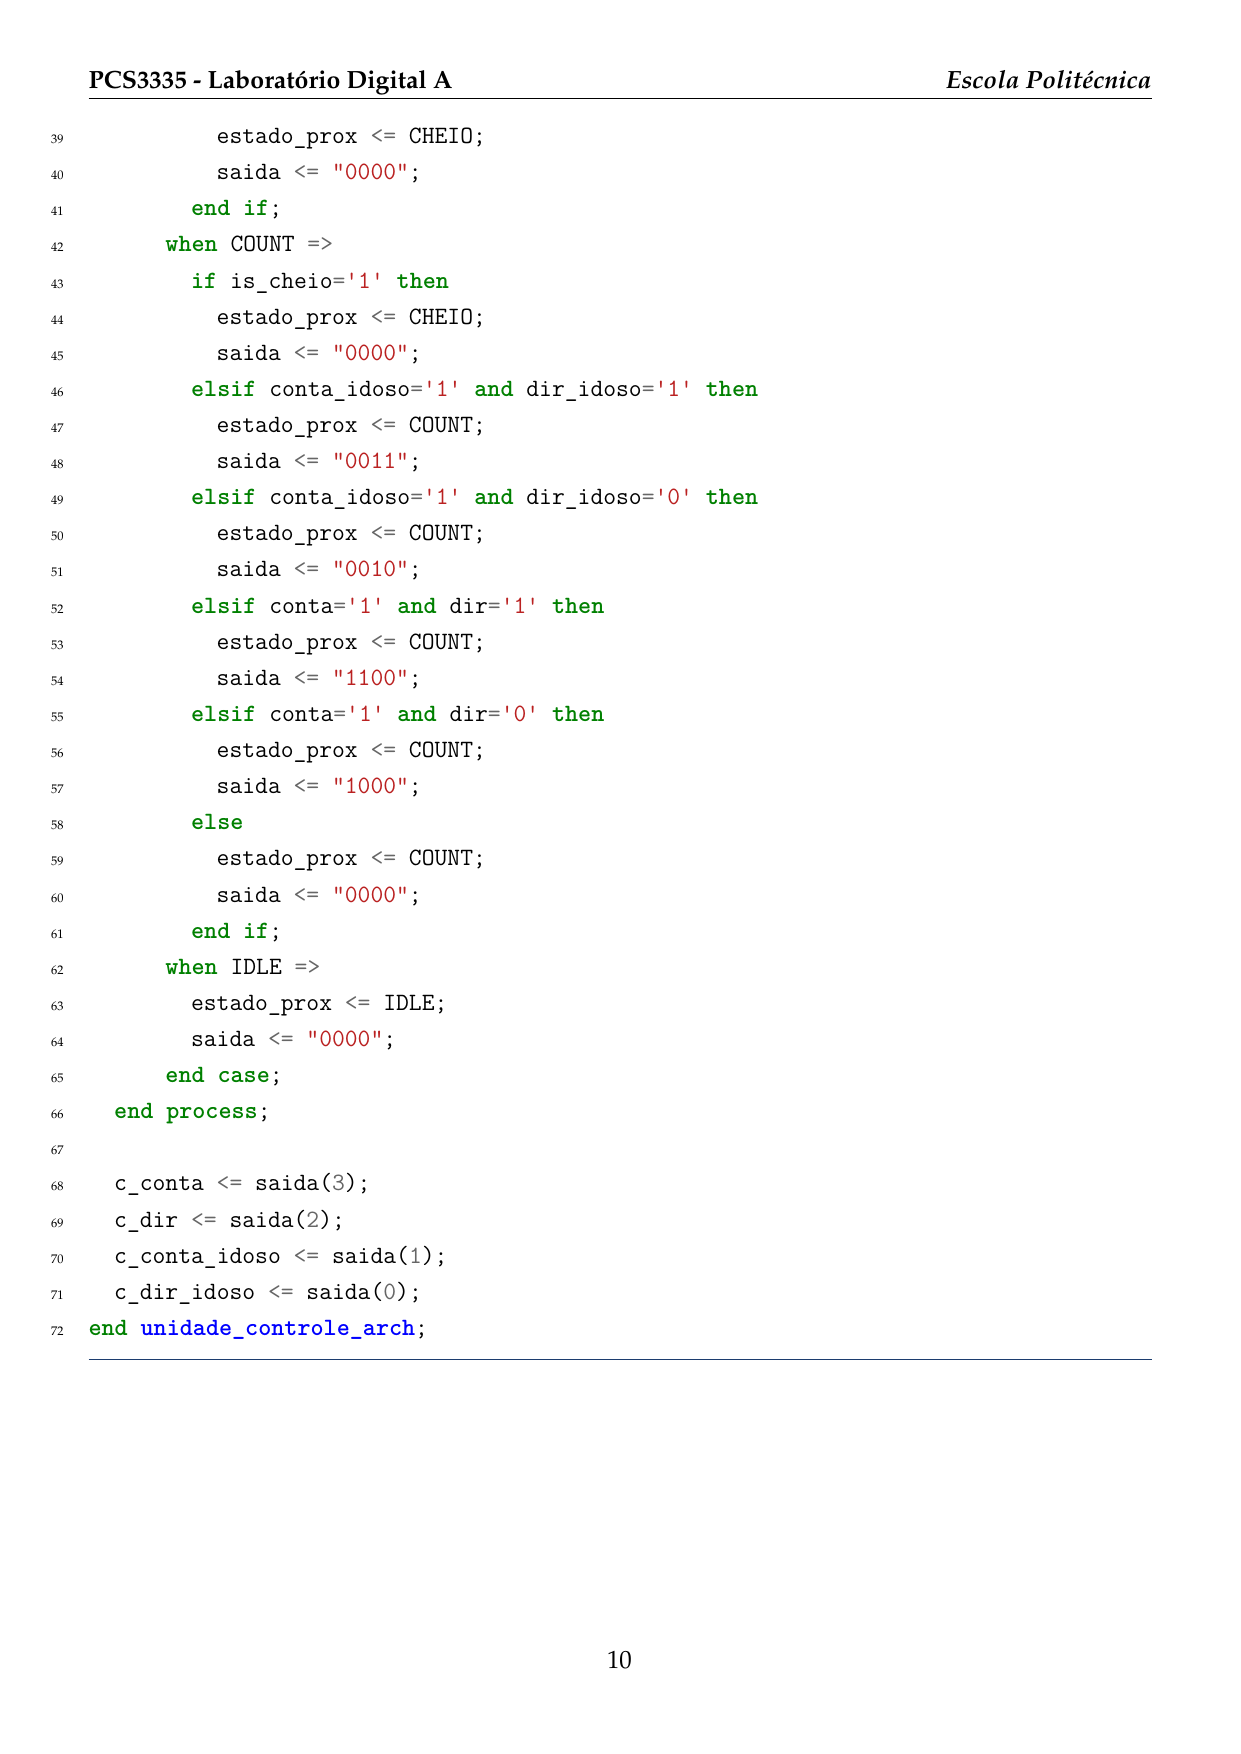 PCS3335 - Laboratório Digital A Escola Politécnica
39 estado_prox <= CHEIO;
40 saida <= "0000";
41 end if;
42 when COUNT =>
43 if is_cheio='1' then
44 estado_prox <= CHEIO;
45 saida <= "0000";
46 elsif conta_idoso='1' and dir_idoso='1' then
47 estado_prox <= COUNT;
48 saida <= "0011";
49 elsif conta_idoso='1' and dir_idoso='0' then
50 estado_prox <= COUNT;
51 saida <= "0010";
52 elsif conta='1' and dir='1' then
53 estado_prox <= COUNT;
54 saida <= "1100";
55 elsif conta='1' and dir='0' then
56 estado_prox <= COUNT;
57 saida <= "1000";
58 else
59 estado_prox <= COUNT;
60 saida <= "0000";
61 end if;
62 when IDLE =>
63 estado_prox <= IDLE;
64 saida <= "0000";
65 end case;
66 end process;
67
68 c_conta <= saida(3);
69 c_dir <= saida(2);
70 c_conta_idoso <= saida(1);
71 c_dir_idoso <= saida(0);
72 end unidade_controle_arch;
10